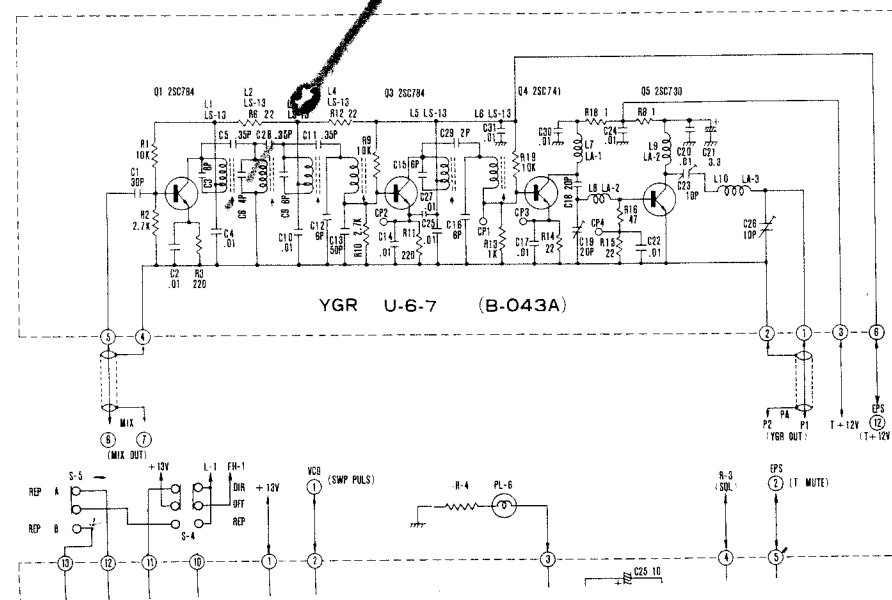 Q1 2SC784
L2
LS-13
L4
LS-13
Q3 2SC784
Q4 2SC741
Q5 2SC730
L1
LS-13
R6 22
R12 22
L5 LS-13
L6 LS-13
R18 1
R8 1
C5 .35P
C28 .35P
C11 .35P
C29 2P
C31
.01
C30
.01
C24
.01
L7
LA-1
L9
LA-2
C20
.01
C21
3.3
R1
10K
R9
10K
R19
10K
C1
30P
C3 8P
C6 4P
C9 8P
C15 6P
C18 20P
L8 LA-2
C23
10P
L10 LA-3
R2
2.7K
C4
.01
C10
.01
C12
6P
C13
50P
R10 2.7K
CP2
C14
.01
R11
220
C27
.01
C25
.01
C16
6P
CP1
R13
1K
CP3
C17
.01
R14
22
C19
20P
CP4
R16
47
R15
22
C22
.01
C26
10P
C2
.01
R3
220
YGR U-6-7 (B-043A)
5
4
2
1
3
6
MIX
6
7
(MIX OUT)
PA
P2
P1
(YGR OUT)
T+12V
EPS
12
(T+12V
S-5
REP A
REP B
+13V
L-1
FH-1
DIR
OFF
REP
S-4
+13V
VCO
1
(SWP PULS)
R-4
PL-6
R-3
(SQL)
EPS
2
(T MUTE)
13
12
11
10
1
2
3
4
5
C25 10